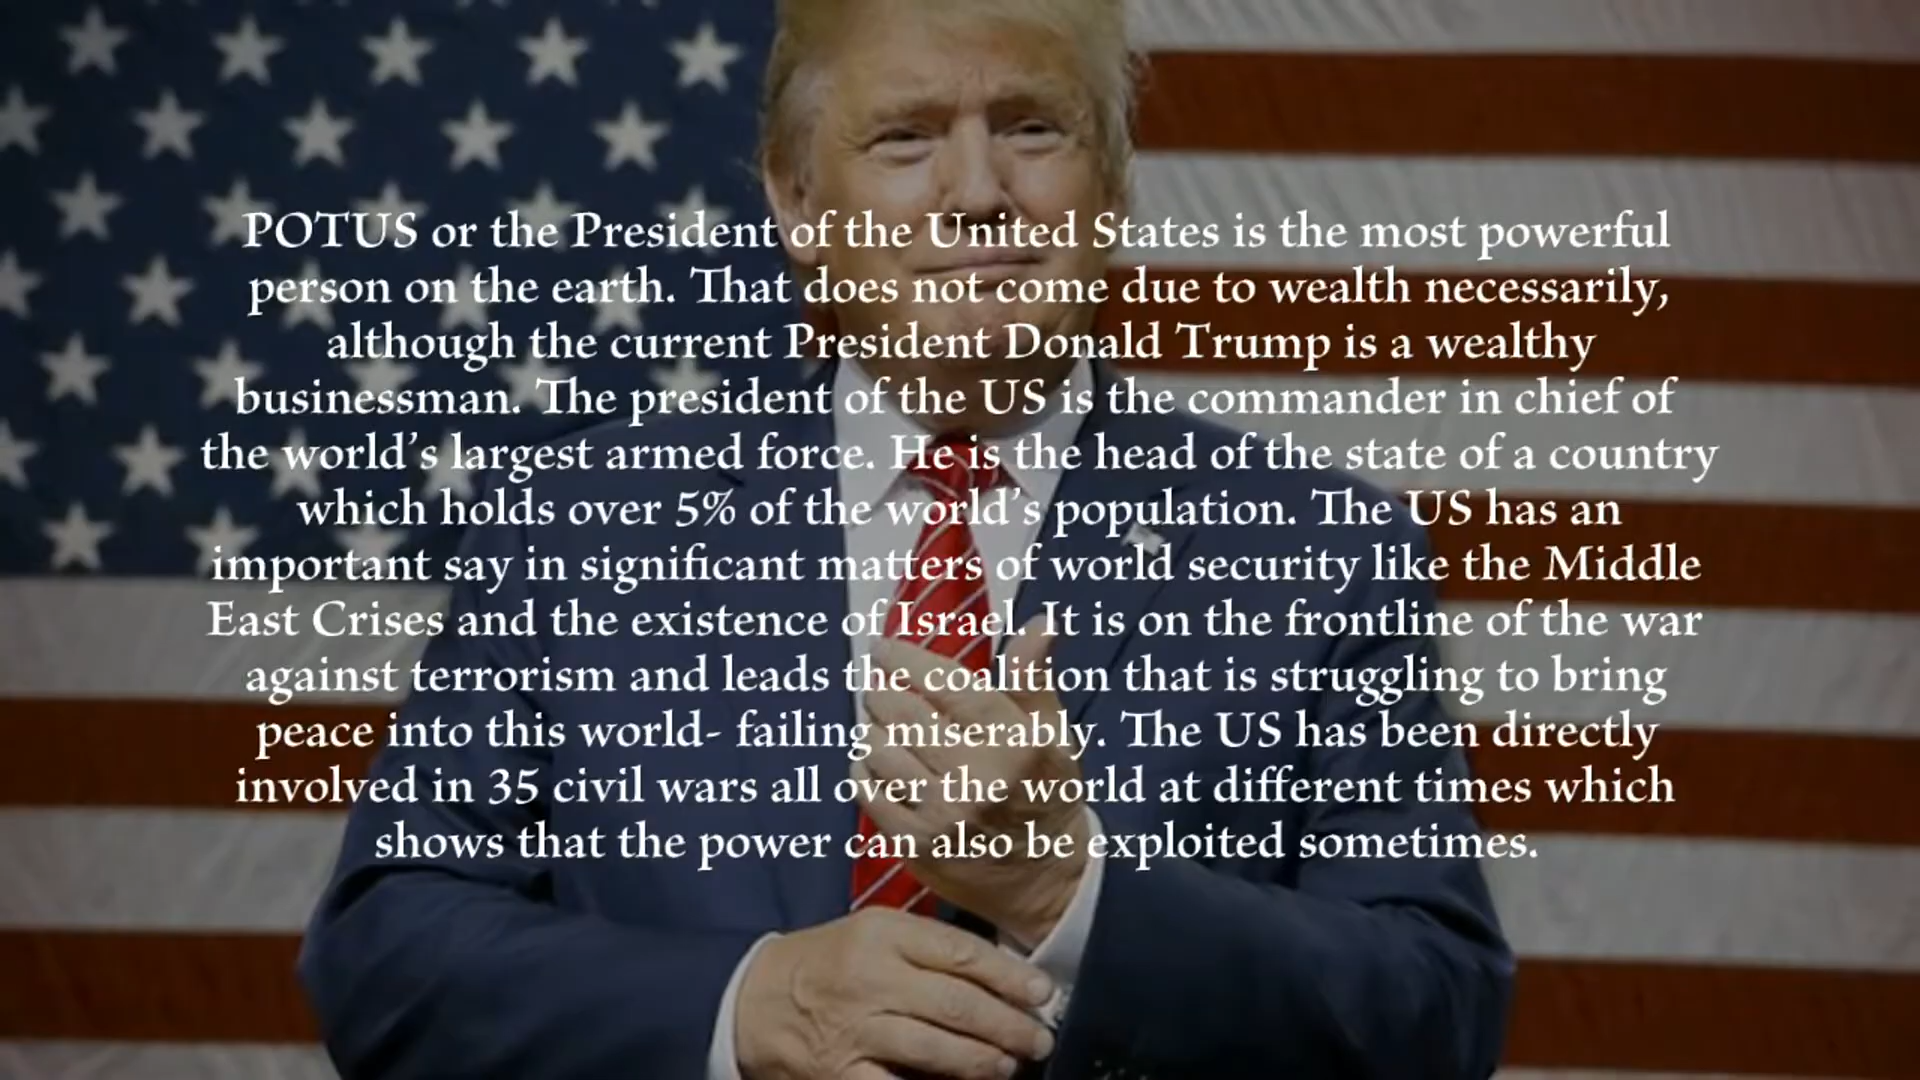 POTUS or the President of the United States is the most powerful
person on the earth. That does not come due to wealth necessarily,
although the current President Donald Trump is a wealthy
businessman. The president of the US is the commander in chief of
the world’s largest armed force. He is the head of the state of a country
which holds over 5% of the world’s population. The US has an
important say in significant matters of world security like the Middle
East Crises and the existence of Israel. It is on the frontline of the war
against terrorism and leads the coalition that is struggling to bring
peace into this world- failing miserably. The US has been directly
involved in 35 civil wars all over the world at different times which
shows that the power can also be exploited sometimes.